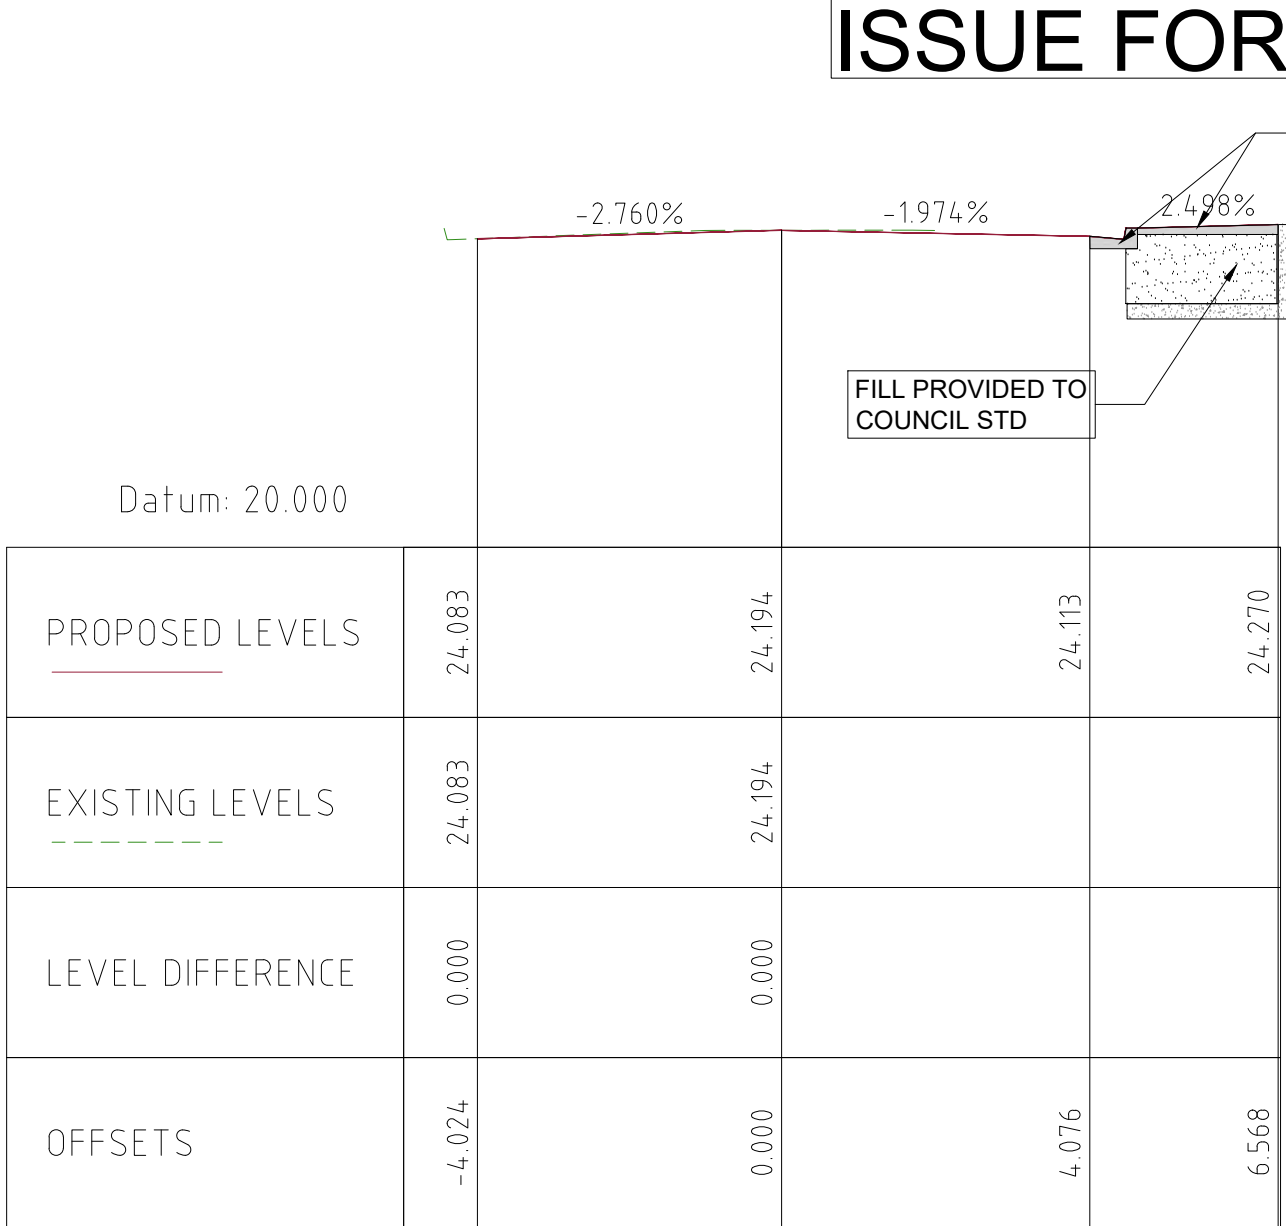 ISSUE FOR
-2.760%
-1.974%
2.498%
FILL PROVIDED TO
COUNCIL STD
Datum: 20.000
PROPOSED LEVELS
24.083
24.194
24.113
24.270
EXISTING LEVELS
24.083
24.194
LEVEL DIFFERENCE
0.000
0.000
OFFSETS
-4.024
0.000
4.076
6.568